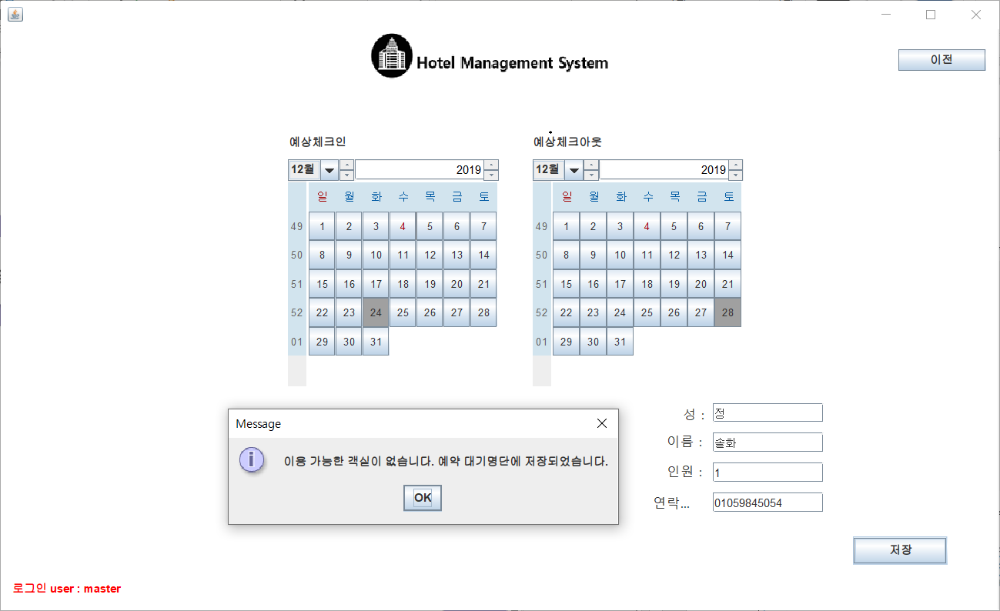 Hotel Management System
이전
예상체크인
예상체크아웃
12월 2019
12월 2019
일 월 화 수 목 금 토
일 월 화 수 목 금 토
49 1 2 3 4 5 6 7
49 1 2 3 4 5 6 7
50 8 9 10 11 12 13 14
50 8 9 10 11 12 13 14
51 15 16 17 18 19 20 21
51 15 16 17 18 19 20 21
52 22 23 24 25 26 27 28
52 22 23 24 25 26 27 28
01 29 30 31
01 29 30 31
Message
이용 가능한 객실이 없습니다. 예약 대기명단에 저장되었습니다.
OK
성 : 정
이름 : 솔화
인원 : 1
연락... 01059845054
저장
로그인 user : master